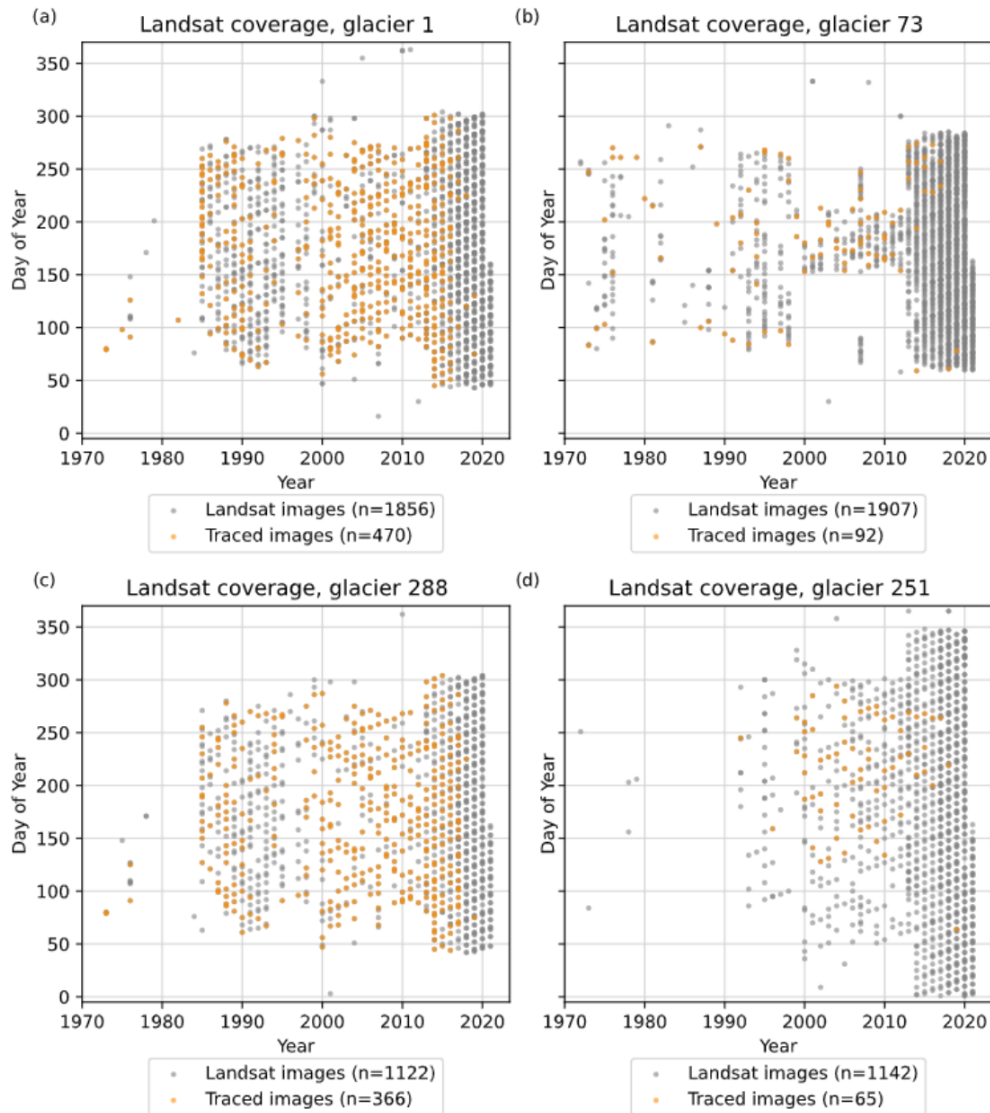 (a)
Landsat coverage, glacier 1
350
300
250
200
150
100
50
0
Day of Year
1970 1980 1990 2000 2010 2020
Year
Landsat images (n=1856)
Traced images (n=470)
(b)
Landsat coverage, glacier 73
Day of Year
1970 1980 1990 2000 2010 2020
Year
Landsat images (n=1907)
Traced images (n=92)
(c)
Landsat coverage, glacier 288
350
300
250
200
150
100
50
0
Day of Year
1970 1980 1990 2000 2010 2020
Year
Landsat images (n=1122)
Traced images (n=366)
(d)
Landsat coverage, glacier 251
Day of Year
1970 1980 1990 2000 2010 2020
Year
Landsat images (n=1142)
Traced images (n=65)